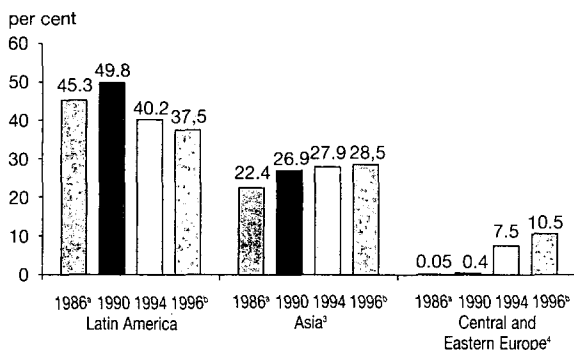 per cent
60
50
40
30
20
10
0
45.3 49.8 40.2 37,5
22.4 26.9 27.9 28,5
0.05 0.4 7.5 10.5
1986ᵃ 1990 1994 1996ᵇ 1986ᵃ 1990 1994 1996ᵇ 1986ᵃ 1990 1994 1996ᵇ
Latin America Asia³ Central and
Eastern Europe⁴